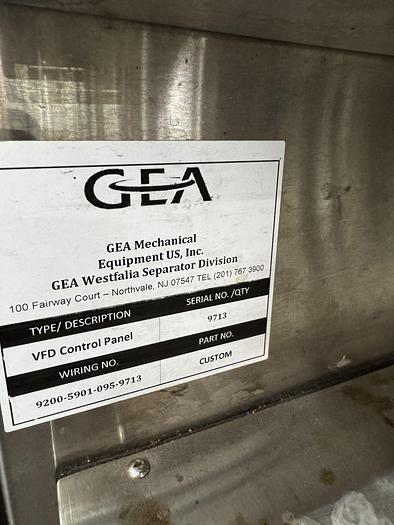 GEA
GEA Mechanical
Equipment US, Inc.
GEA Westfalia Separator Division
100 Fairway Court – Northvale, NJ 07547 TEL (201) 767 3900
TYPE/ DESCRIPTION SERIAL NO. /QTY
VFD Control Panel 9713
WIRING NO. PART NO.
9200-5901-095-9713 CUSTOM